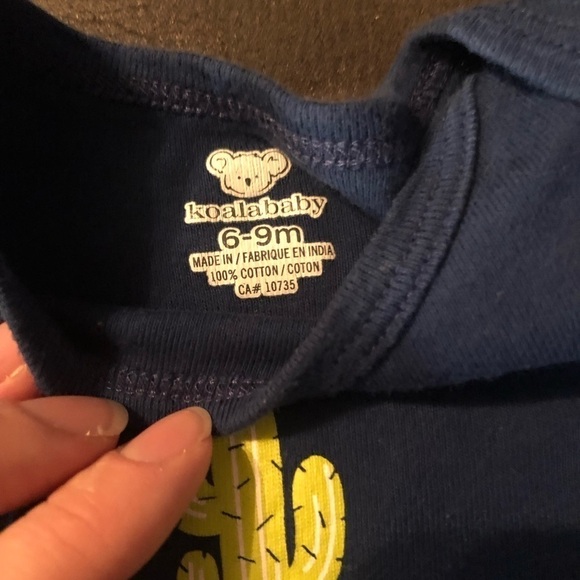 koalababy
6-9m
MADE IN / FABRIQUE EN INDIA
100% COTTON / COTON
CA# 10735